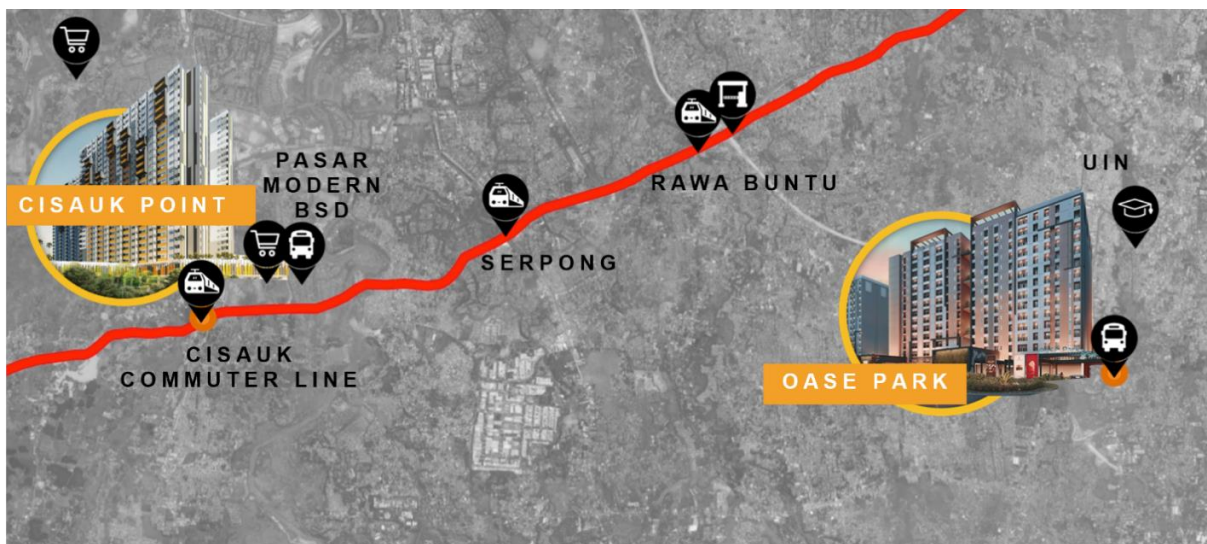 PASAR
MODERN
BSD
CISAUK POINT
UIN
RAWA BUNTU
SERPONG
CISAUK
COMMUTER LINE
OASE PARK